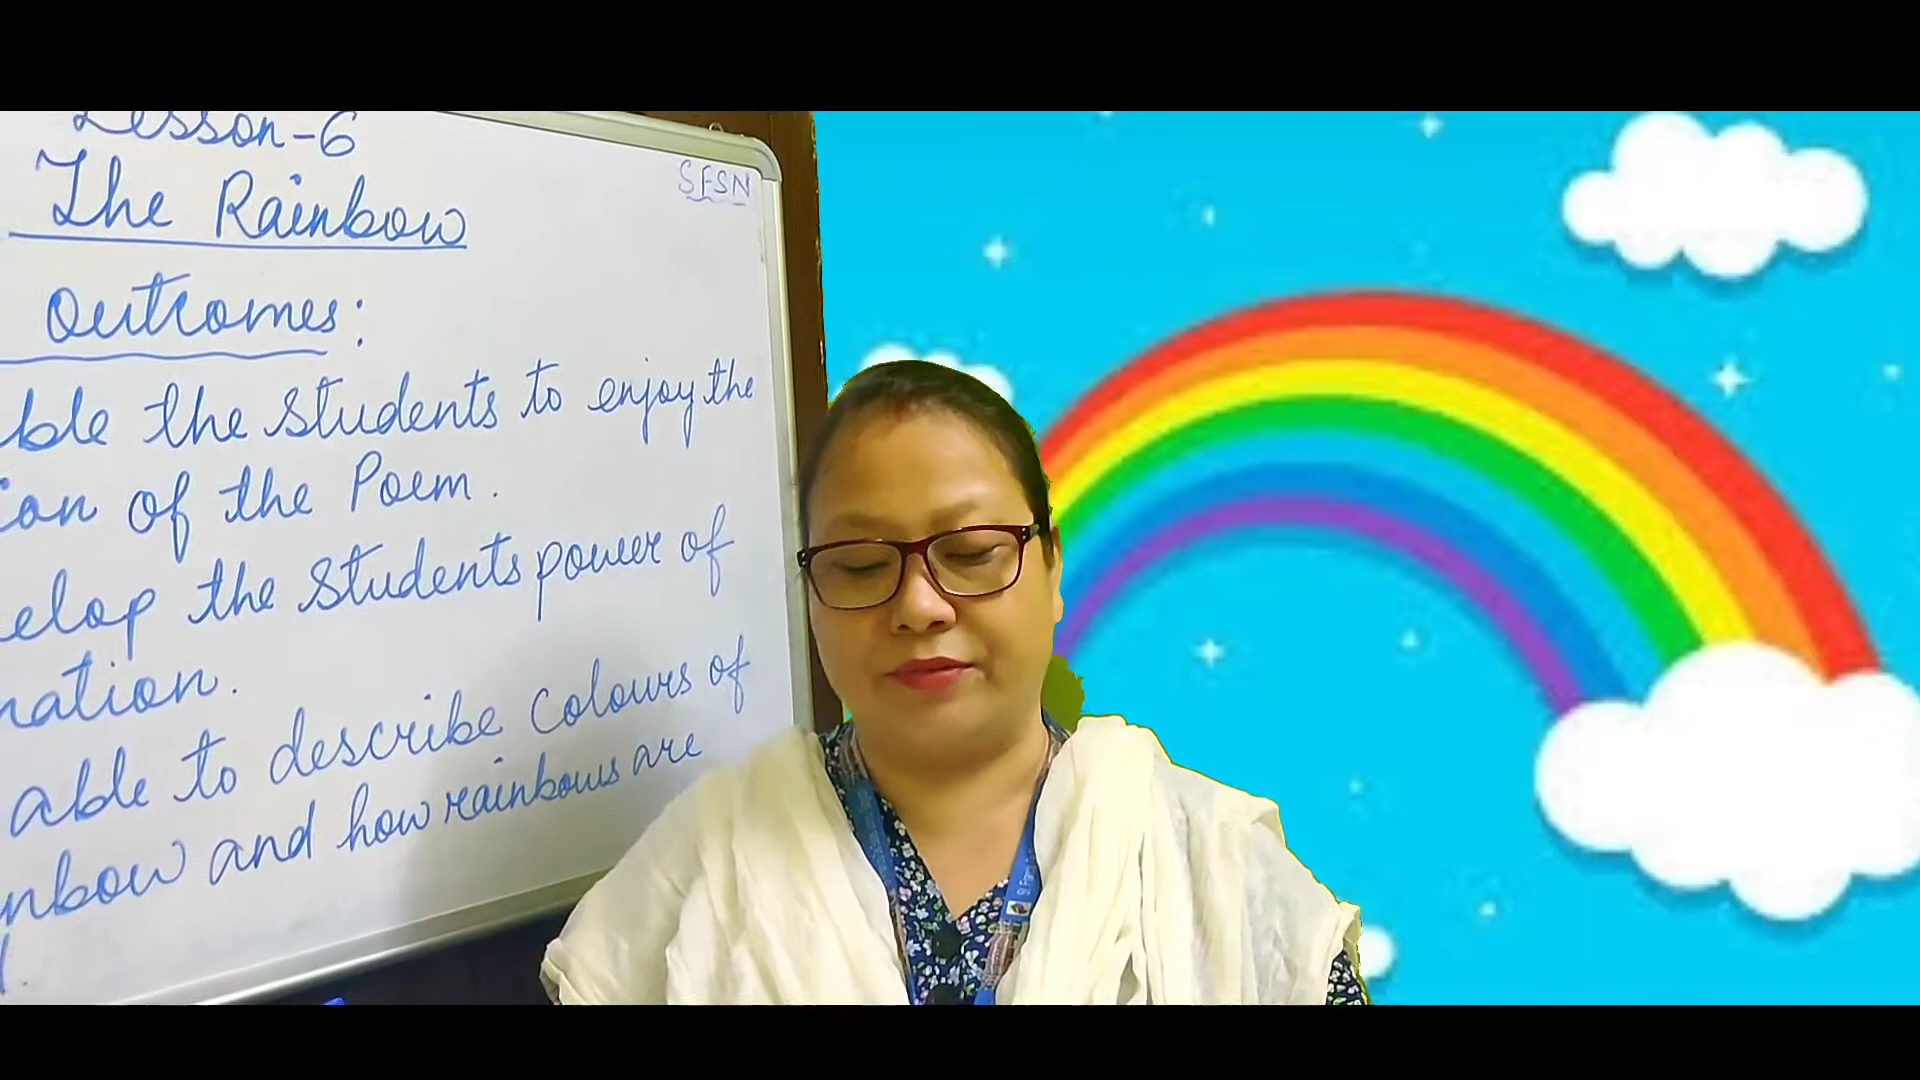 Lesson-6
The Rainbow
SFSN
Outcomes:
ble the students to enjoy the
ion of the Poem.
elop the students power of
nation.
able to describe colours of
nbow and how rainbows are